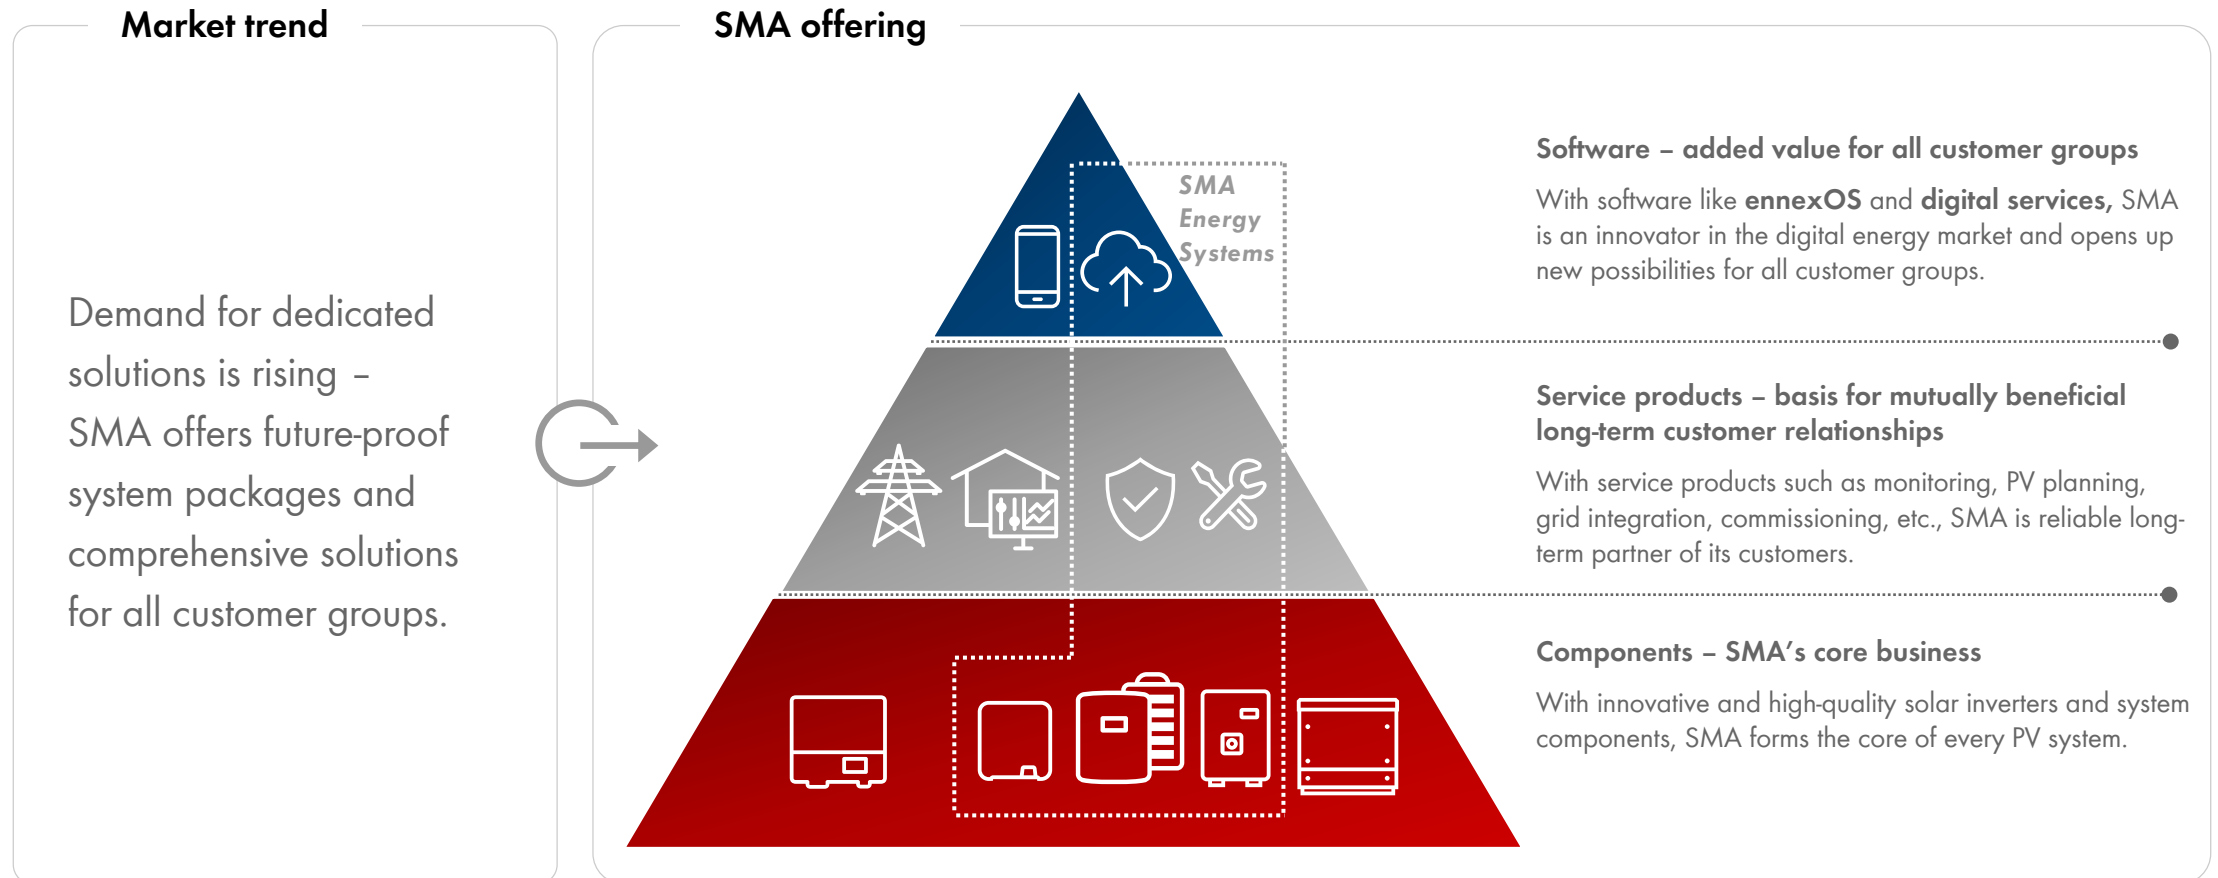 Market trend
Demand for dedicated
solutions is rising –
SMA offers future-proof
system packages and
comprehensive solutions
for all customer groups.
SMA offering
SMA
Energy
Systems
Software – added value for all customer groups
With software like ennexOS and digital services, SMA
is an innovator in the digital energy market and opens up
new possibilities for all customer groups.
Service products – basis for mutually beneficial
long-term customer relationships
With service products such as monitoring, PV planning,
grid integration, commissioning, etc., SMA is reliable long-
term partner of its customers.
Components – SMA’s core business
With innovative and high-quality solar inverters and system
components, SMA forms the core of every PV system.